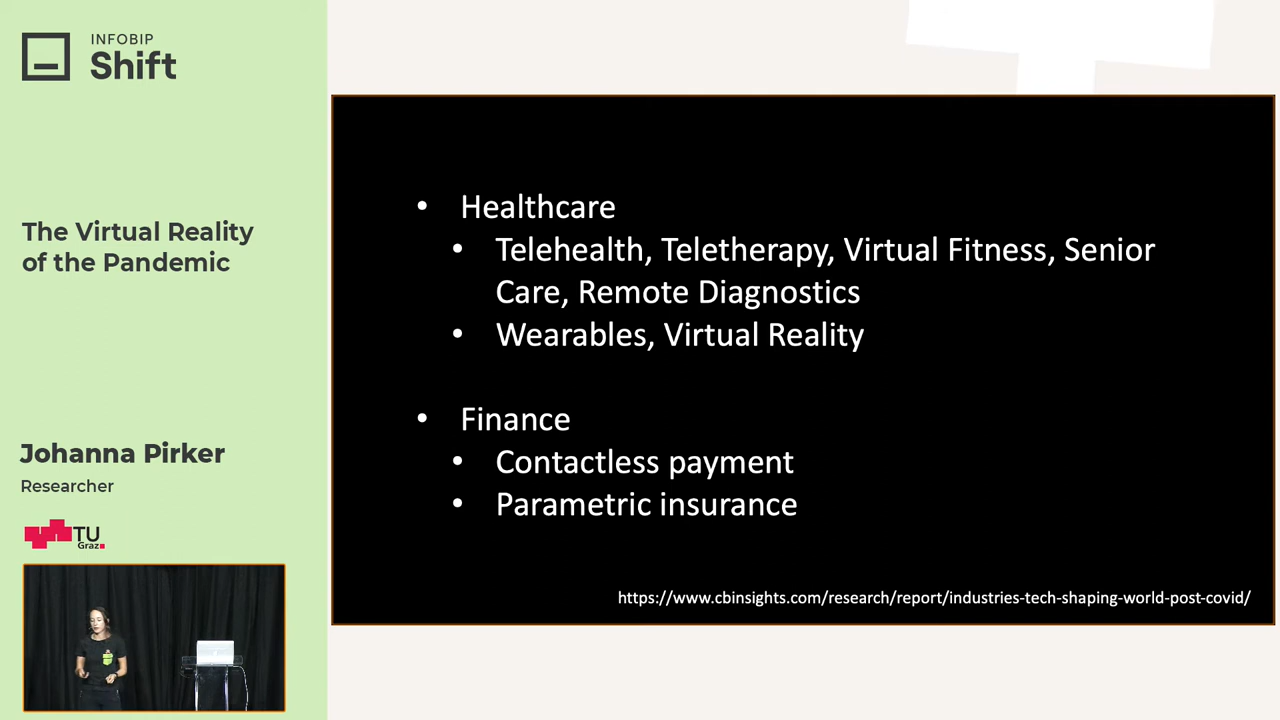 INFOBIP
Shift
The Virtual Reality
of the Pandemic
Johanna Pirker
Researcher
TU
Graz
• Healthcare
• Telehealth, Teletherapy, Virtual Fitness, Senior
Care, Remote Diagnostics
• Wearables, Virtual Reality
• Finance
• Contactless payment
• Parametric insurance
https://www.cbinsights.com/research/report/industries-tech-shaping-world-post-covid/